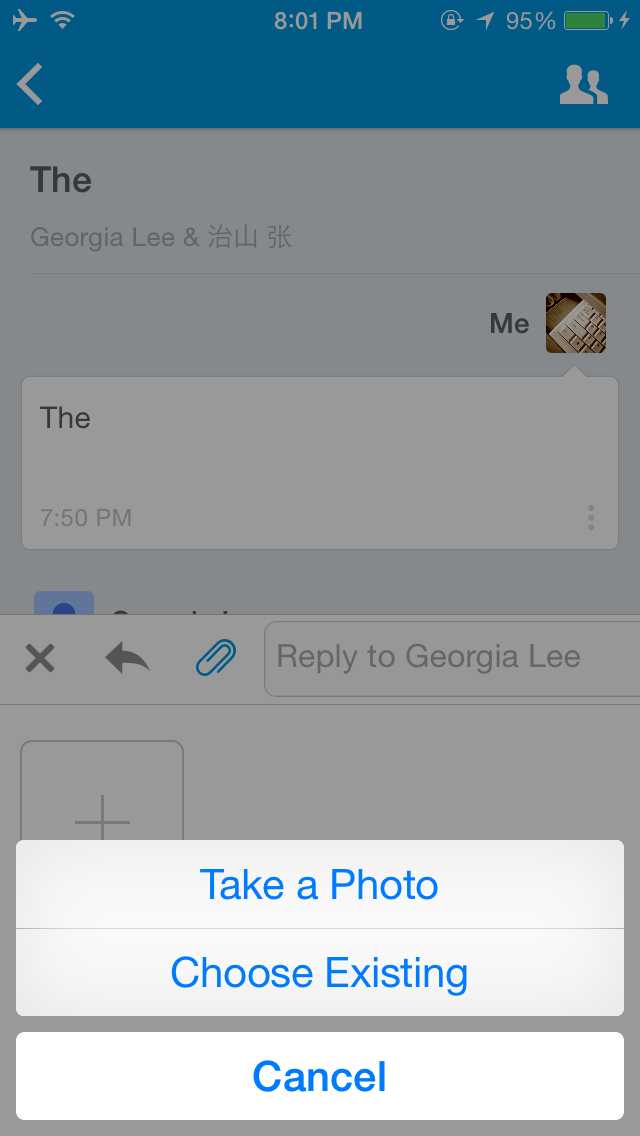 8:01 PM 95%
The
Georgia Lee & 治山 张
Me
The
7:50 PM
Reply to Georgia Lee
Take a Photo
Choose Existing
Cancel